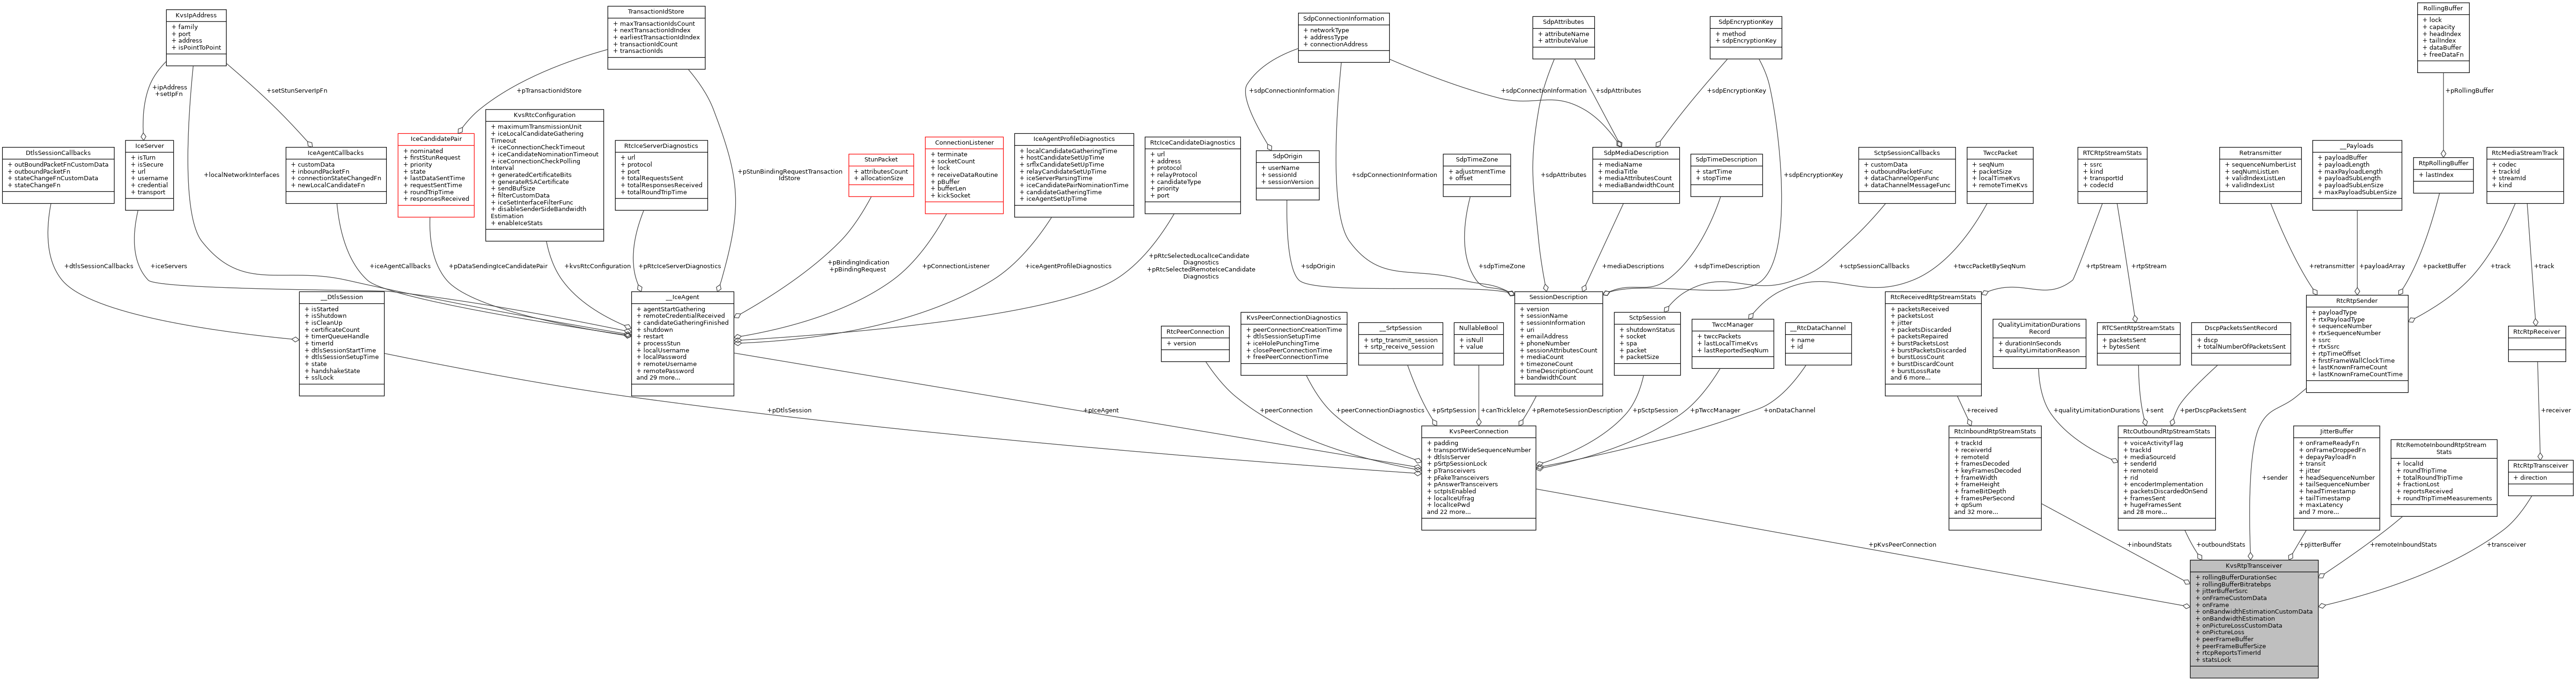 KvsIpAddress
+ family
+ port
+ address
+ isPointToPoint
TransactionIdStore
+ maxTransactionIdsCount
+ nextTransactionIdIndex
+ earliestTransactionIdIndex
+ transactionIdCount
+ transactionIds
SdpConnectionInformation
+ networkType
+ addressType
+ connectionAddress
SdpAttributes
+ attributeName
+ attributeValue
SdpEncryptionKey
+ method
+ sdpEncryptionKey
RollingBuffer
+ lock
+ capacity
+ headIndex
+ tailIndex
+ dataBuffer
+ freeDataFn
+ipAddress
+setIpFn
+setStunServerIpFn
+pTransactionIdStore
+sdpConnectionInformation
+sdpConnectionInformation
+sdpAttributes
+sdpEncryptionKey
+pRollingBuffer
DtlsSessionCallbacks
+ outBoundPacketFnCustomData
+ outboundPacketFn
+ stateChangeFnCustomData
+ stateChangeFn
IceServer
+ isTurn
+ isSecure
+ url
+ username
+ credential
+ transport
+localNetworkInterfaces
IceAgentCallbacks
+ customData
+ inboundPacketFn
+ connectionStateChangedFn
+ newLocalCandidateFn
IceCandidatePair
+ nominated
+ firstStunRequest
+ priority
+ state
+ lastDataSentTime
+ requestSentTime
+ roundTripTime
+ responsesReceived
KvsRtcConfiguration
+ maximumTransmissionUnit
+ iceLocalCandidateGathering
Timeout
+ iceConnectionCheckTimeout
+ iceCandidateNominationTimeout
+ iceConnectionCheckPolling
Interval
+ generatedCertificateBits
+ generateRSACertificate
+ sendBufSize
+ filterCustomData
+ iceSetInterfaceFilterFunc
+ disableSenderSideBandwidth
Estimation
+ enableIceStats
RtcIceServerDiagnostics
+ url
+ protocol
+ port
+ totalRequestsSent
+ totalResponsesReceived
+ totalRoundTripTime
+pStunBindingRequestTransaction
IdStore
StunPacket
+ attributesCount
+ allocationSize
ConnectionListener
+ terminate
+ socketCount
+ lock
+ receiveDataRoutine
+ pBuffer
+ bufferLen
+ kickSocket
IceAgentProfileDiagnostics
+ localCandidateGatheringTime
+ hostCandidateSetUpTime
+ srflxCandidateSetUpTime
+ relayCandidateSetUpTime
+ iceServerParsingTime
+ iceCandidatePairNominationTime
+ candidateGatheringTime
+ iceAgentSetUpTime
RtcIceCandidateDiagnostics
+ url
+ address
+ protocol
+ relayProtocol
+ candidateType
+ priority
+ port
SdpOrigin
+ userName
+ sessionId
+ sessionVersion
+sdpConnectionInformation
SdpTimeZone
+ adjustmentTime
+ offset
+sdpAttributes
SdpMediaDescription
+ mediaName
+ mediaTitle
+ mediaAttributesCount
+ mediaBandwidthCount
SdpTimeDescription
+ startTime
+ stopTime
+sdpEncryptionKey
SctpSessionCallbacks
+ customData
+ outboundPacketFunc
+ dataChannelOpenFunc
+ dataChannelMessageFunc
TwccPacket
+ seqNum
+ packetSize
+ localTimeKvs
+ remoteTimeKvs
RTCRtpStreamStats
+ ssrc
+ kind
+ transportId
+ codecId
Retransmitter
+ sequenceNumberList
+ seqNumListLen
+ validIndexListLen
+ validIndexList
__Payloads
+ payloadBuffer
+ payloadLength
+ maxPayloadLength
+ payloadSubLength
+ payloadSubLenSize
+ maxPayloadSubLenSize
RtpRollingBuffer
+ lastIndex
RtcMediaStreamTrack
+ codec
+ trackId
+ streamId
+ kind
+dtlsSessionCallbacks
+iceServers
+iceAgentCallbacks
+pDataSendingIceCandidatePair
+kvsRtcConfiguration
+pRtcIceServerDiagnostics
+pBindingIndication
+pBindingRequest
+pConnectionListener
+iceAgentProfileDiagnostics
+pRtcSelectedLocalIceCandidate
Diagnostics
+pRtcSelectedRemoteIceCandidate
Diagnostics
+sdpOrigin
+sdpTimeZone
+mediaDescriptions
+sdpTimeDescription
+sctpSessionCallbacks
+twccPacketBySeqNum
+rtpStream
+rtpStream
+retransmitter
+payloadArray
+packetBuffer
+track
+track
__DtlsSession
+ isStarted
+ isShutdown
+ isCleanUp
+ certificateCount
+ timerQueueHandle
+ timerId
+ dtlsSessionStartTime
+ dtlsSessionSetupTime
+ state
+ handshakeState
+ sslLock
__IceAgent
+ agentStartGathering
+ remoteCredentialReceived
+ candidateGatheringFinished
+ shutdown
+ restart
+ processStun
+ localUsername
+ localPassword
+ remoteUsername
+ remotePassword
and 29 more...
RtcPeerConnection
+ version
KvsPeerConnectionDiagnostics
+ peerConnectionCreationTime
+ dtlsSessionSetupTime
+ iceHolePunchingTime
+ closePeerConnectionTime
+ freePeerConnectionTime
__SrtpSession
+ srtp_transmit_session
+ srtp_receive_session
NullableBool
+ isNull
+ value
SessionDescription
+ version
+ sessionName
+ sessionInformation
+ uri
+ emailAddress
+ phoneNumber
+ sessionAttributesCount
+ mediaCount
+ timezoneCount
+ timeDescriptionCount
+ bandwidthCount
SctpSession
+ shutdownStatus
+ socket
+ spa
+ packet
+ packetSize
TwccManager
+ twccPackets
+ lastLocalTimeKvs
+ lastReportedSeqNum
__RtcDataChannel
+ name
+ id
RtcReceivedRtpStreamStats
+ packetsReceived
+ packetsLost
+ jitter
+ packetsDiscarded
+ packetsRepaired
+ burstPacketsLost
+ burstPacketsDiscarded
+ burstLossCount
+ burstDiscardCount
+ burstLossRate
and 6 more...
QualityLimitationDurations
Record
+ durationInSeconds
+ qualityLimitationReason
RTCSentRtpStreamStats
+ packetsSent
+ bytesSent
DscpPacketsSentRecord
+ dscp
+ totalNumberOfPacketsSent
RtcRtpSender
+ payloadType
+ rtxPayloadType
+ sequenceNumber
+ rtxSequenceNumber
+ ssrc
+ rtxSsrc
+ rtpTimeOffset
+ firstFrameWallClockTime
+ lastKnownFrameCount
+ lastKnownFrameCountTime
RtcRtpReceiver
+pDtlsSession
+pIceAgent
+peerConnection
+peerConnectionDiagnostics
+pSrtpSession
+canTrickleIce
+pRemoteSessionDescription
+pSctpSession
+pTwccManager
+onDataChannel
+received
+qualityLimitationDurations
+sent
+perDscpPacketsSent
+receiver
KvsPeerConnection
+ padding
+ transportWideSequenceNumber
+ dtlsIsServer
+ pSrtpSessionLock
+ pTransceivers
+ pFakeTransceivers
+ pAnswerTransceivers
+ sctpIsEnabled
+ localIceUfrag
+ localIcePwd
and 22 more...
RtcInboundRtpStreamStats
+ trackId
+ receiverId
+ remoteId
+ framesDecoded
+ keyFramesDecoded
+ frameWidth
+ frameHeight
+ frameBitDepth
+ framesPerSecond
+ qpSum
and 32 more...
RtcOutboundRtpStreamStats
+ voiceActivityFlag
+ trackId
+ mediaSourceId
+ senderId
+ remoteId
+ rid
+ encoderImplementation
+ packetsDiscardedOnSend
+ framesSent
+ hugeFramesSent
and 28 more...
+sender
JitterBuffer
+ onFrameReadyFn
+ onFrameDroppedFn
+ depayPayloadFn
+ transit
+ jitter
+ headSequenceNumber
+ tailSequenceNumber
+ headTimestamp
+ tailTimestamp
+ maxLatency
and 7 more...
RtcRemoteInboundRtpStream
Stats
+ localId
+ roundTripTime
+ totalRoundTripTime
+ fractionLost
+ reportsReceived
+ roundTripTimeMeasurements
RtcRtpTransceiver
+ direction
+pKvsPeerConnection
+inboundStats
+outboundStats
+pJitterBuffer
+remoteInboundStats
+transceiver
KvsRtpTransceiver
+ rollingBufferDurationSec
+ rollingBufferBitratebps
+ jitterBufferSsrc
+ onFrameCustomData
+ onFrame
+ onBandwidthEstimationCustomData
+ onBandwidthEstimation
+ onPictureLossCustomData
+ onPictureLoss
+ peerFrameBuffer
+ peerFrameBufferSize
+ rtcpReportsTimerId
+ statsLock